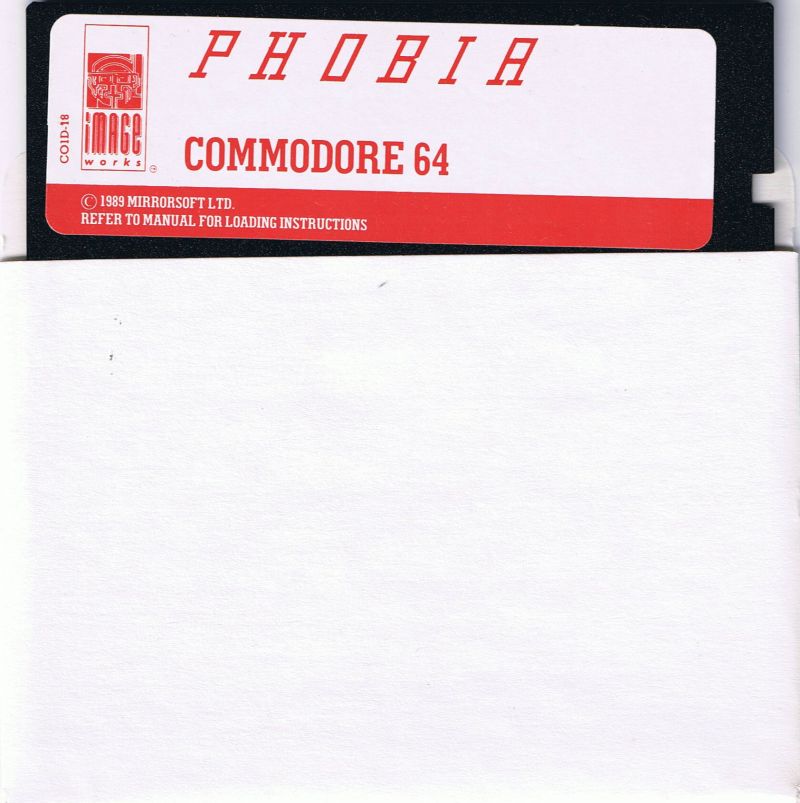 PHOBIA
iMAGE
works
CO1D-18
COMMODORE 64
© 1989 MIRRORSOFT LTD.
REFER TO MANUAL FOR LOADING INSTRUCTIONS